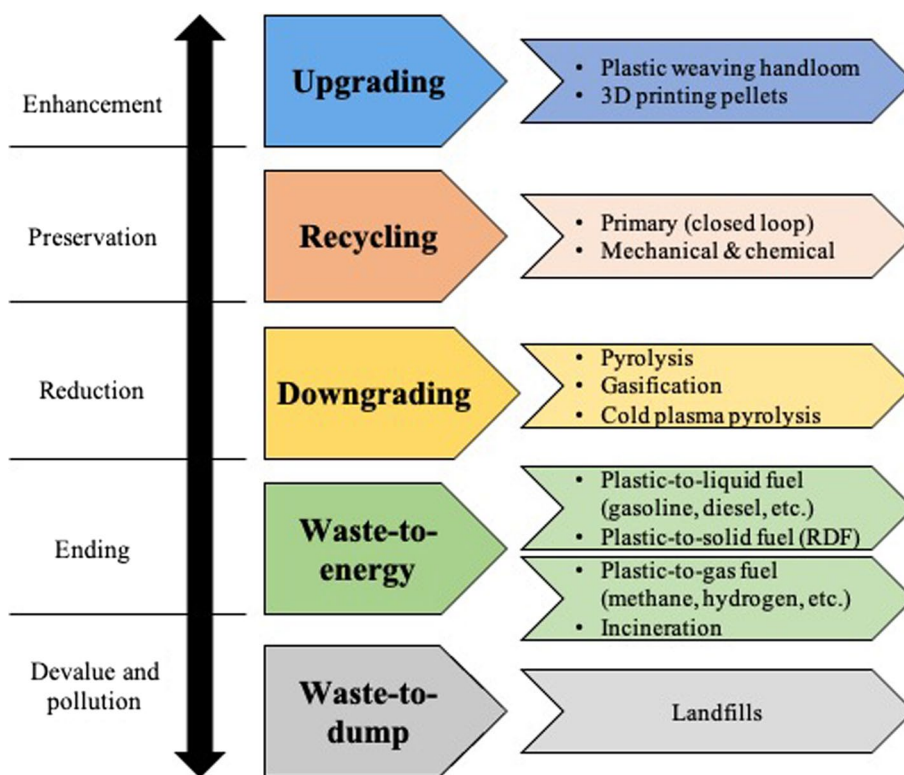 Enhancement
Upgrading
• Plastic weaving handloom
• 3D printing pellets
Preservation
Recycling
• Primary (closed loop)
• Mechanical & chemical
Reduction
Downgrading
• Pyrolysis
• Gasification
• Cold plasma pyrolysis
Ending
Waste-to-
energy
• Plastic-to-liquid fuel
(gasoline, diesel, etc.)
• Plastic-to-solid fuel (RDF)
• Plastic-to-gas fuel
(methane, hydrogen, etc.)
• Incineration
Devalue and
pollution
Waste-to-
dump
Landfills